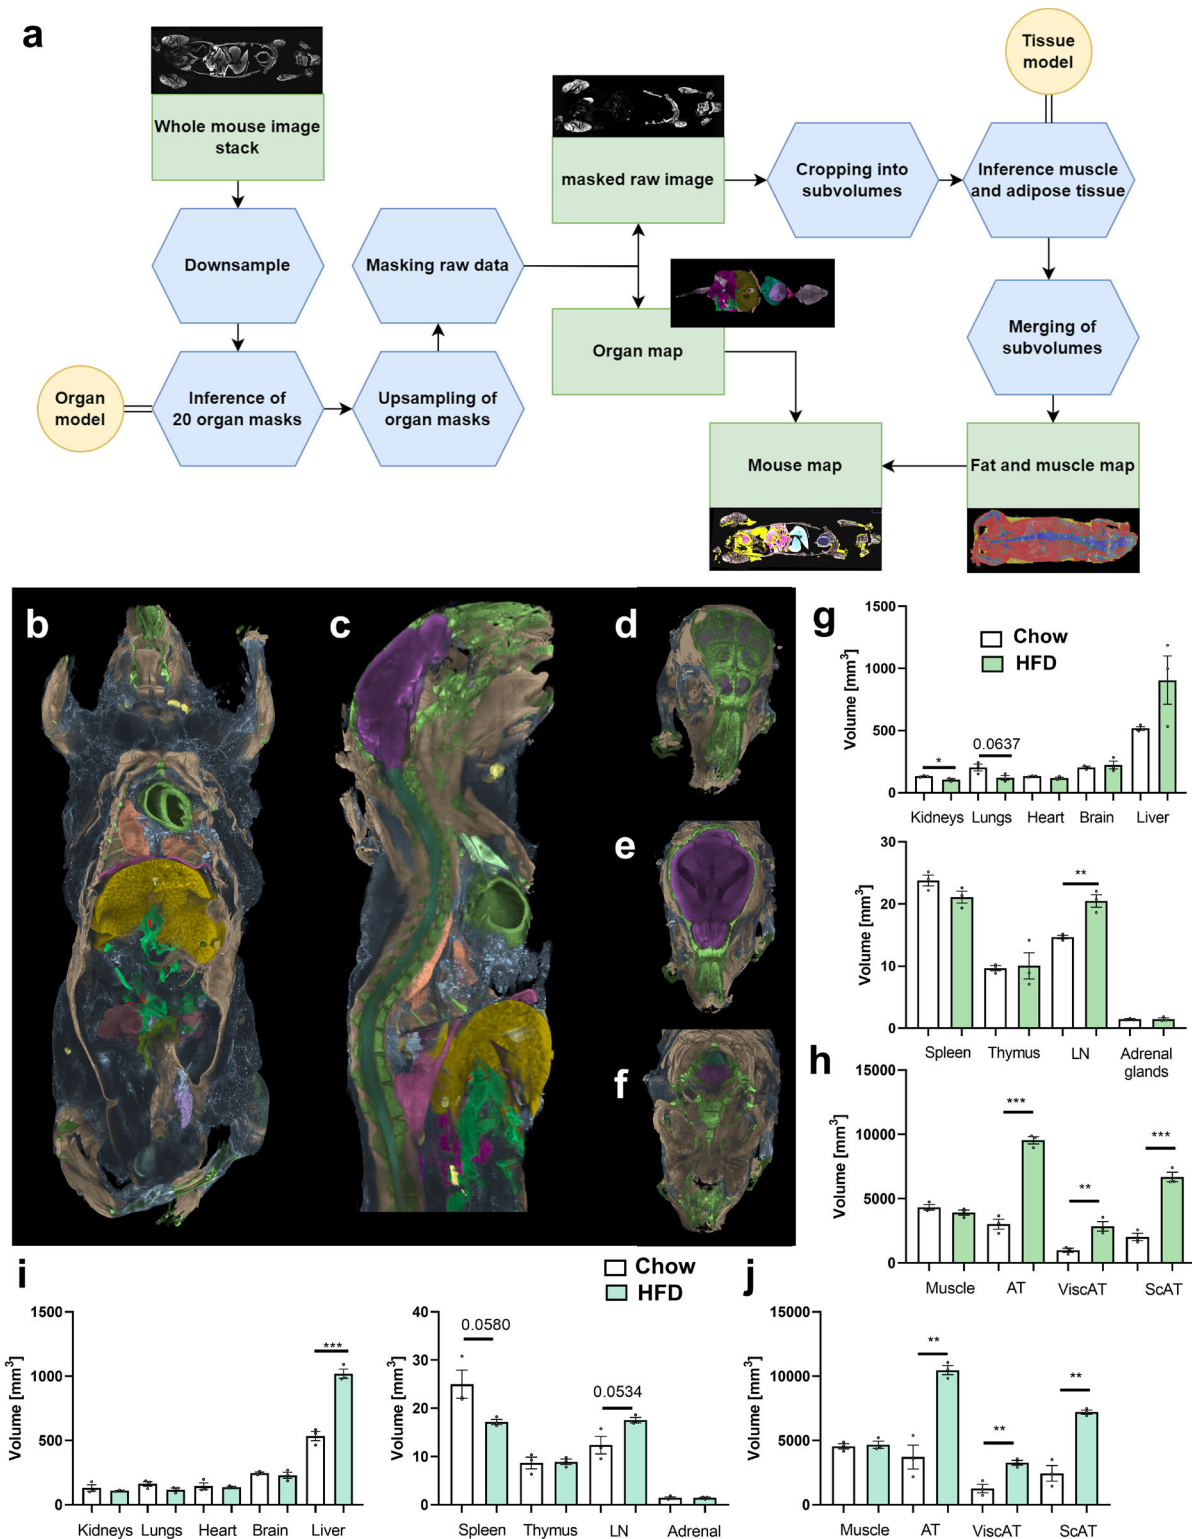 a
Whole mouse image
stack
Downsample
Organ
model
Inference of
20 organ masks
Upsampling of
organ masks
Masking raw data
masked raw image
Organ map
Cropping into
subvolumes
Tissue
model
Inference muscle
and adipose tissue
Merging of
subvolumes
Fat and muscle map
Mouse map
b
c
d
e
f
g
Chow
HFD
Volume [mm³]
1500
1000
500
0
*
0.0637
Kidneys
Lungs
Heart
Brain
Liver
Volume [mm³]
30
20
10
0
**
Spleen
Thymus
LN
Adrenal
glands
h
Volume [mm³]
15000
10000
5000
0
***
**
***
Muscle
AT
ViscAT
ScAT
i
Chow
HFD
Volume [mm³]
1500
1000
500
0
***
Kidneys
Lungs
Heart
Brain
Liver
Volume [mm³]
40
30
20
10
0
0.0580
0.0534
Spleen
Thymus
LN
Adrenal
j
Volume [mm³]
15000
10000
5000
0
**
**
**
Muscle
AT
ViscAT
ScAT